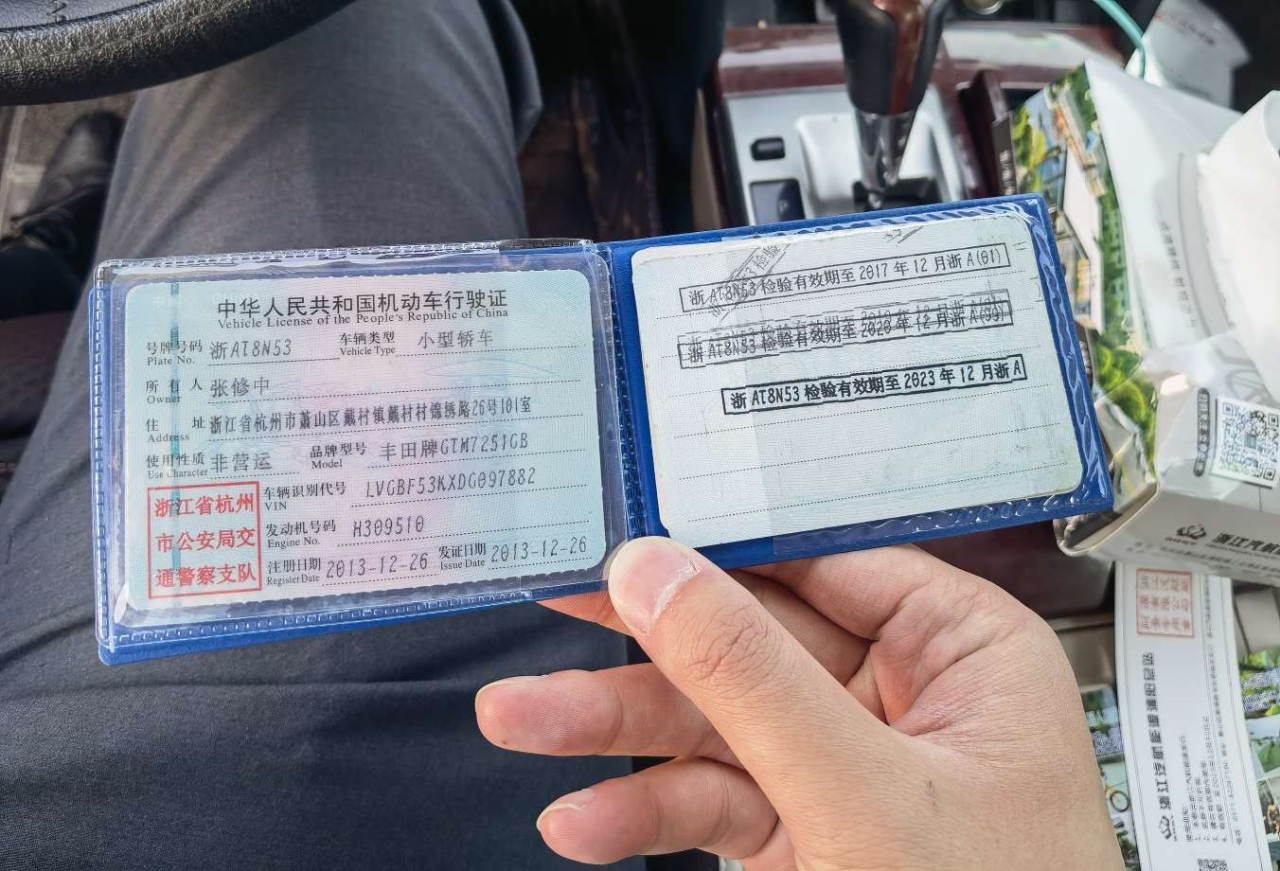 中华人民共和国机动车行驶证
Vehicle License of the People's Republic of China
号牌号码 浙AT8N53 车辆类型 小型轿车
Plate No. Vehicle Type
所有人 张修中
Owner
住址 浙江省杭州市萧山区戴村镇戴村村锦绣路26号101室
Address
使用性质 非营运 品牌型号 丰田牌GTM7251GB
Use Character Model
浙江省杭州
市公安局交
通警察支队
车辆识别代号 LVGBF53KXDG097882
VIN
发动机号码 H309510
Engine No.
注册日期 2013-12-26 发证日期 2013-12-26
Register Date Issue Date
浙AT8N53检验有效期至2017年12月浙A(01)
浙AT8N53检验有效期至 年12月浙A
浙AT8N53检验有效期至2023年12月浙A
浙江汽